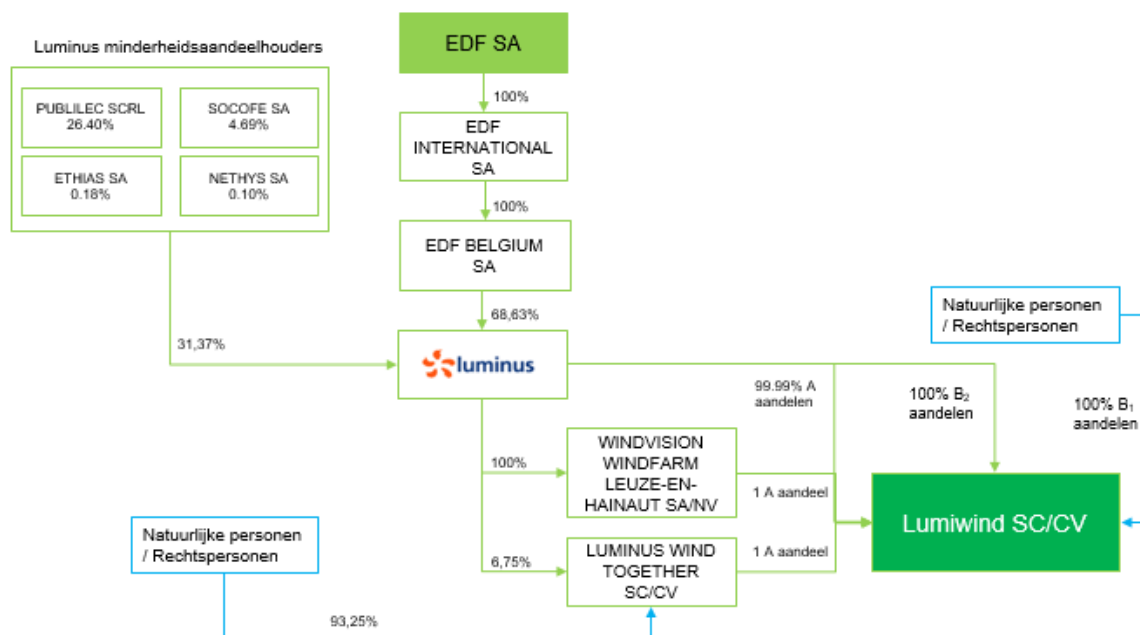 Luminus minderheidsaandeelhouders
PUBLILEC SCRL
26.40%
SOCOFE SA
4.69%
ETHIAS SA
0.18%
NETHYS SA
0.10%
EDF SA
100%
EDF
INTERNATIONAL
SA
100%
EDF BELGIUM
SA
68,63%
31,37%
luminus
Natuurlijke personen
/ Rechtspersonen
99.99% A
aandelen
100% B₂
aandelen
100% B₁
aandelen
100%
WINDVISION
WINDFARM
LEUZE-EN-
HAINAUT SA/NV
1 A aandeel
Lumiwind SC/CV
Natuurlijke personen
/ Rechtspersonen
6,75%
LUMINUS WIND
TOGETHER
SC/CV
1 A aandeel
93,25%